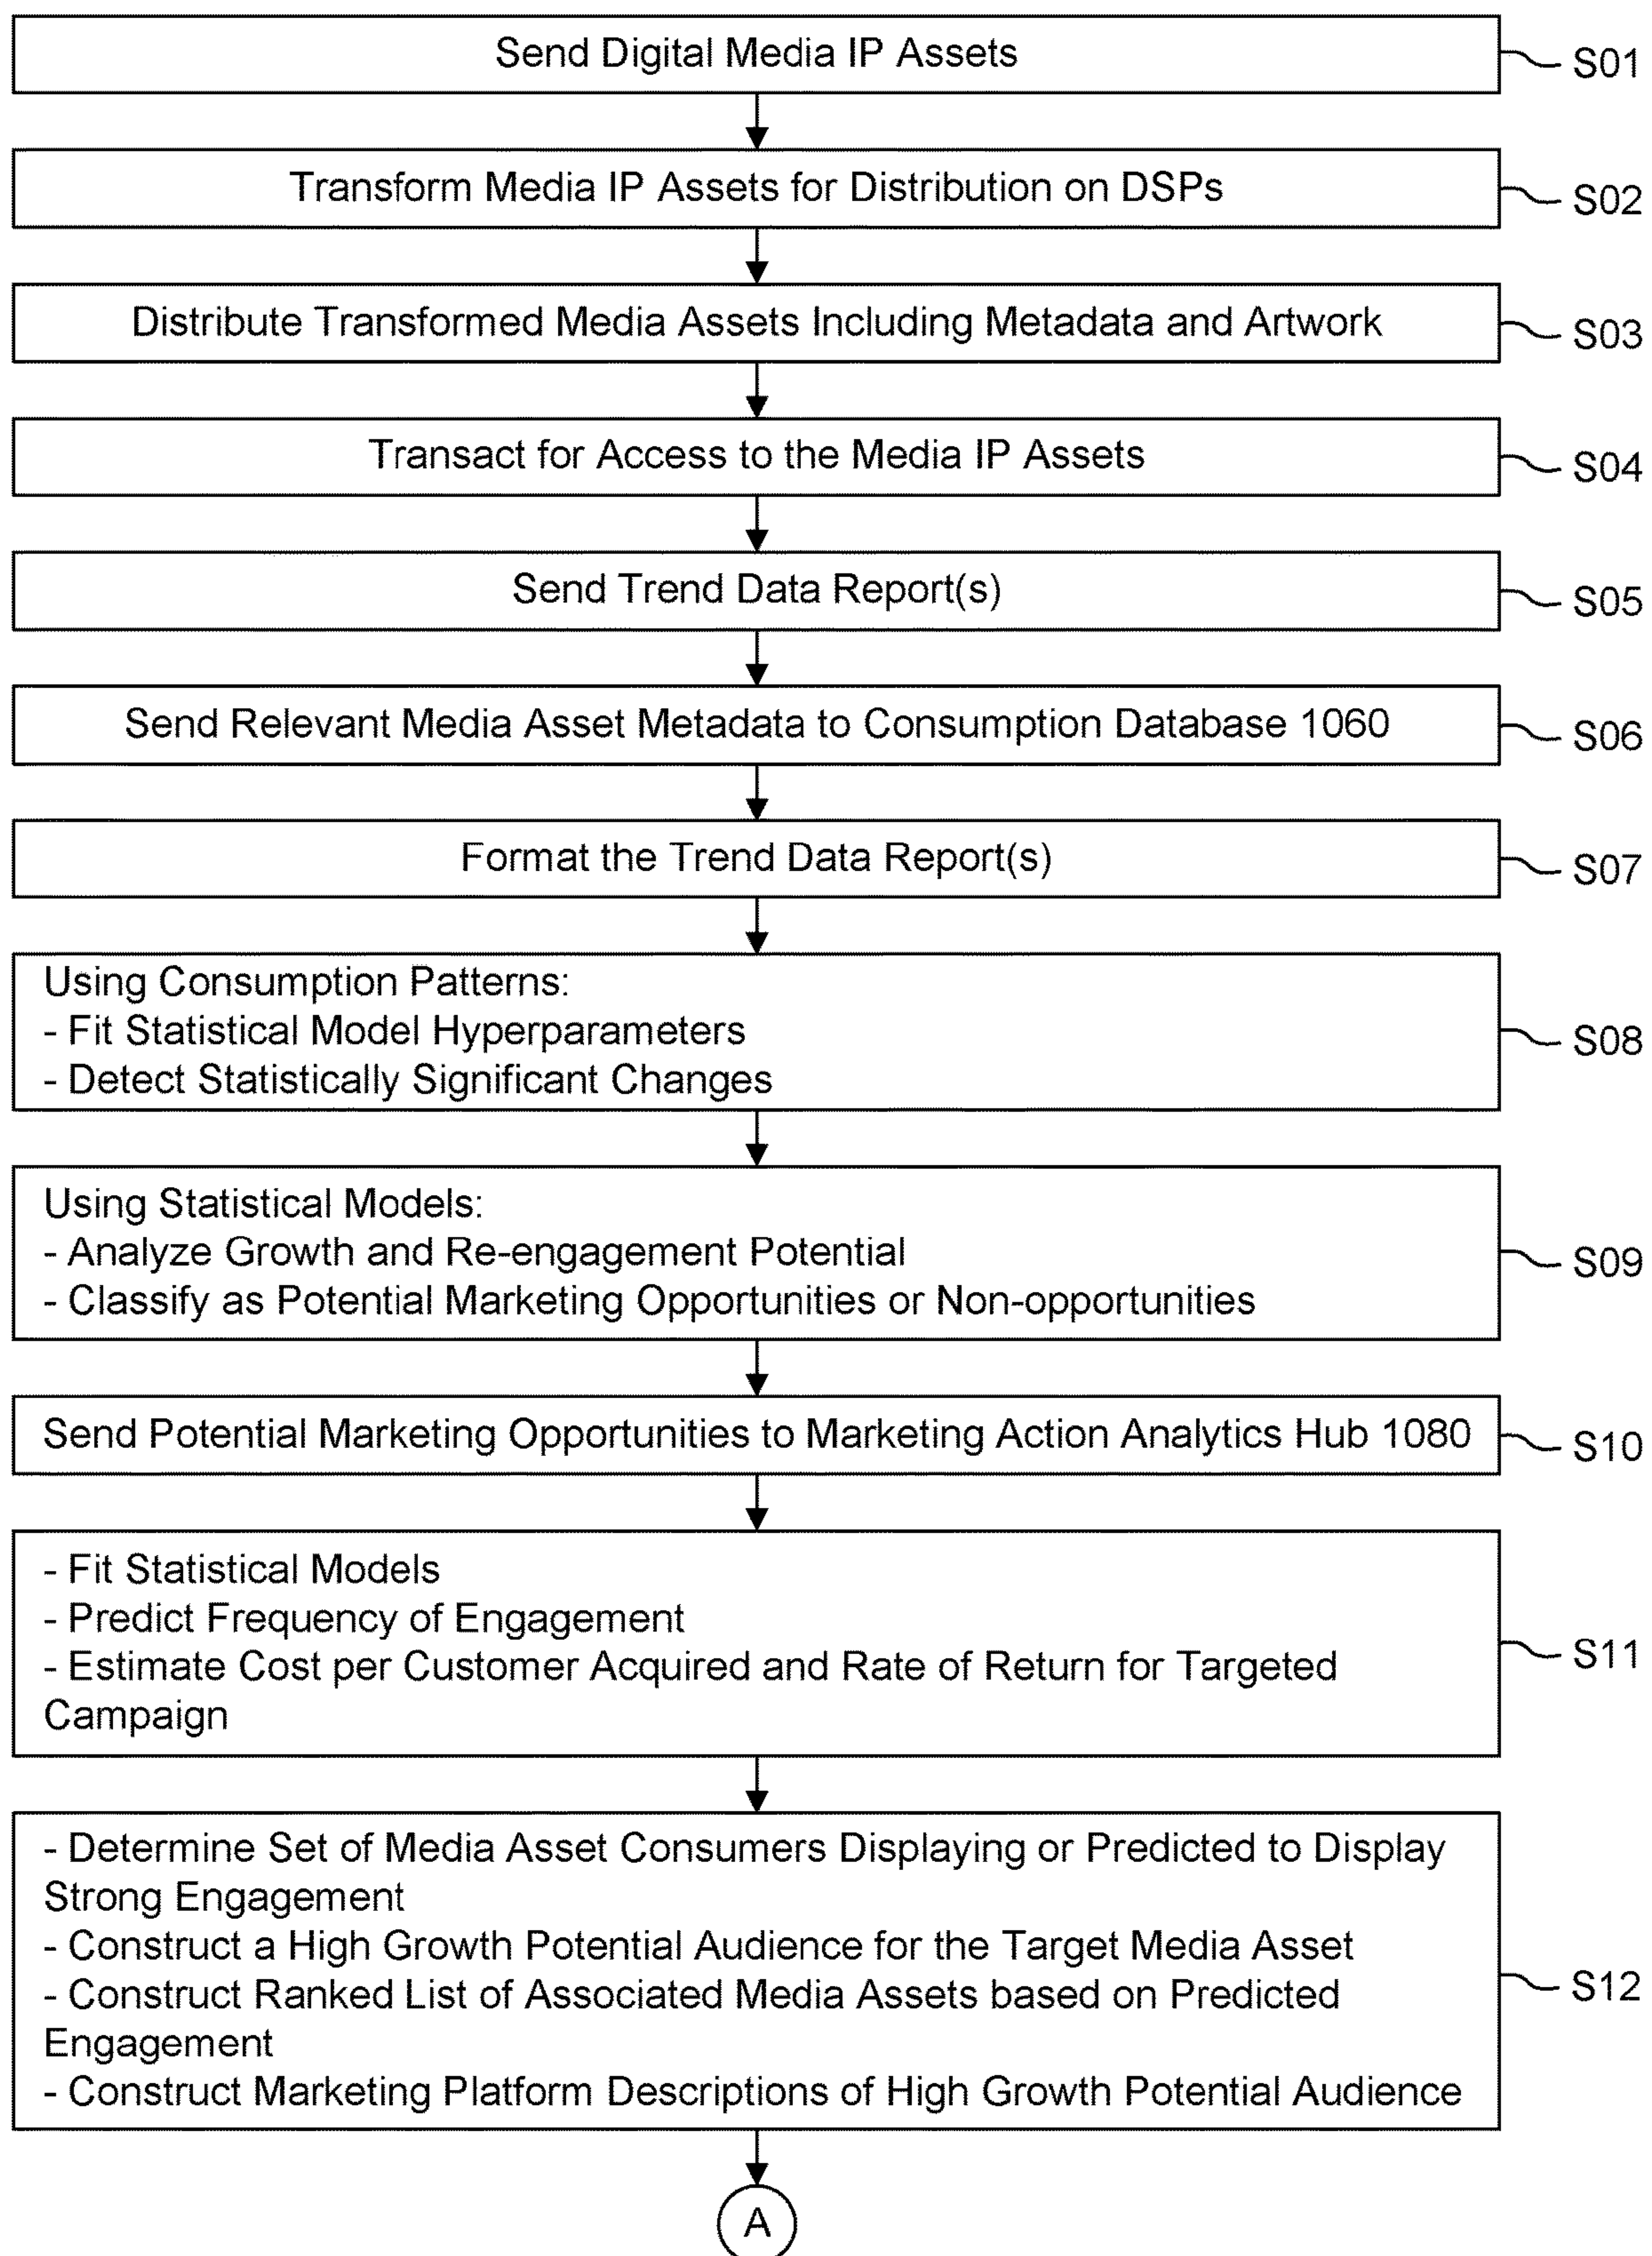 Send Digital Media IP Assets
S01
Transform Media IP Assets for Distribution on DSPs
S02
Distribute Transformed Media Assets Including Metadata and Artwork
S03
Transact for Access to the Media IP Assets
S04
Send Trend Data Report(s)
S05
Send Relevant Media Asset Metadata to Consumption Database 1060
S06
Format the Trend Data Report(s)
S07
Using Consumption Patterns:
- Fit Statistical Model Hyperparameters
- Detect Statistically Significant Changes
S08
Using Statistical Models:
- Analyze Growth and Re-engagement Potential
- Classify as Potential Marketing Opportunities or Non-opportunities
S09
Send Potential Marketing Opportunities to Marketing Action Analytics Hub 1080
S10
- Fit Statistical Models
- Predict Frequency of Engagement
- Estimate Cost per Customer Acquired and Rate of Return for Targeted
Campaign
S11
- Determine Set of Media Asset Consumers Displaying or Predicted to Display
Strong Engagement
- Construct a High Growth Potential Audience for the Target Media Asset
- Construct Ranked List of Associated Media Assets based on Predicted
Engagement
- Construct Marketing Platform Descriptions of High Growth Potential Audience
S12
A